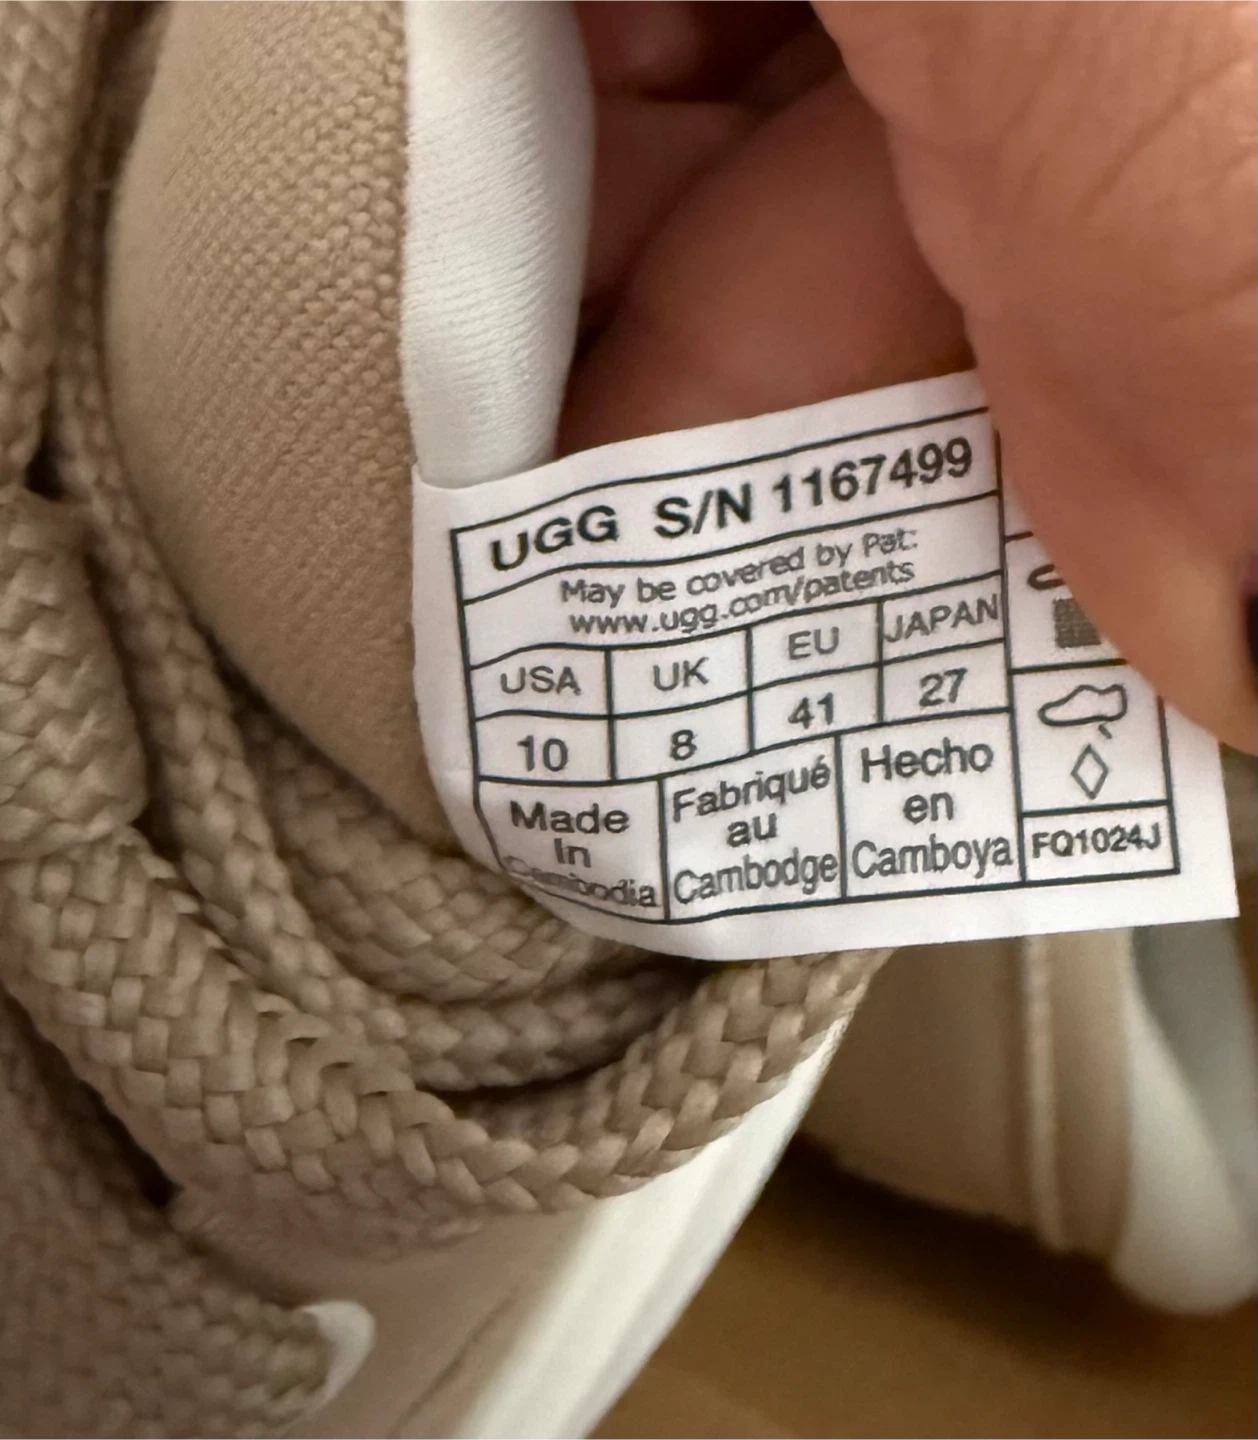 UGG S/N 1167499
May be covered by Pat:
www.ugg.com/patents
USA UK EU JAPAN
10 8 41 27
Made
In
Cambodia
Fabriqué
au
Cambodge
Hecho
en
Camboya
FQ1024J